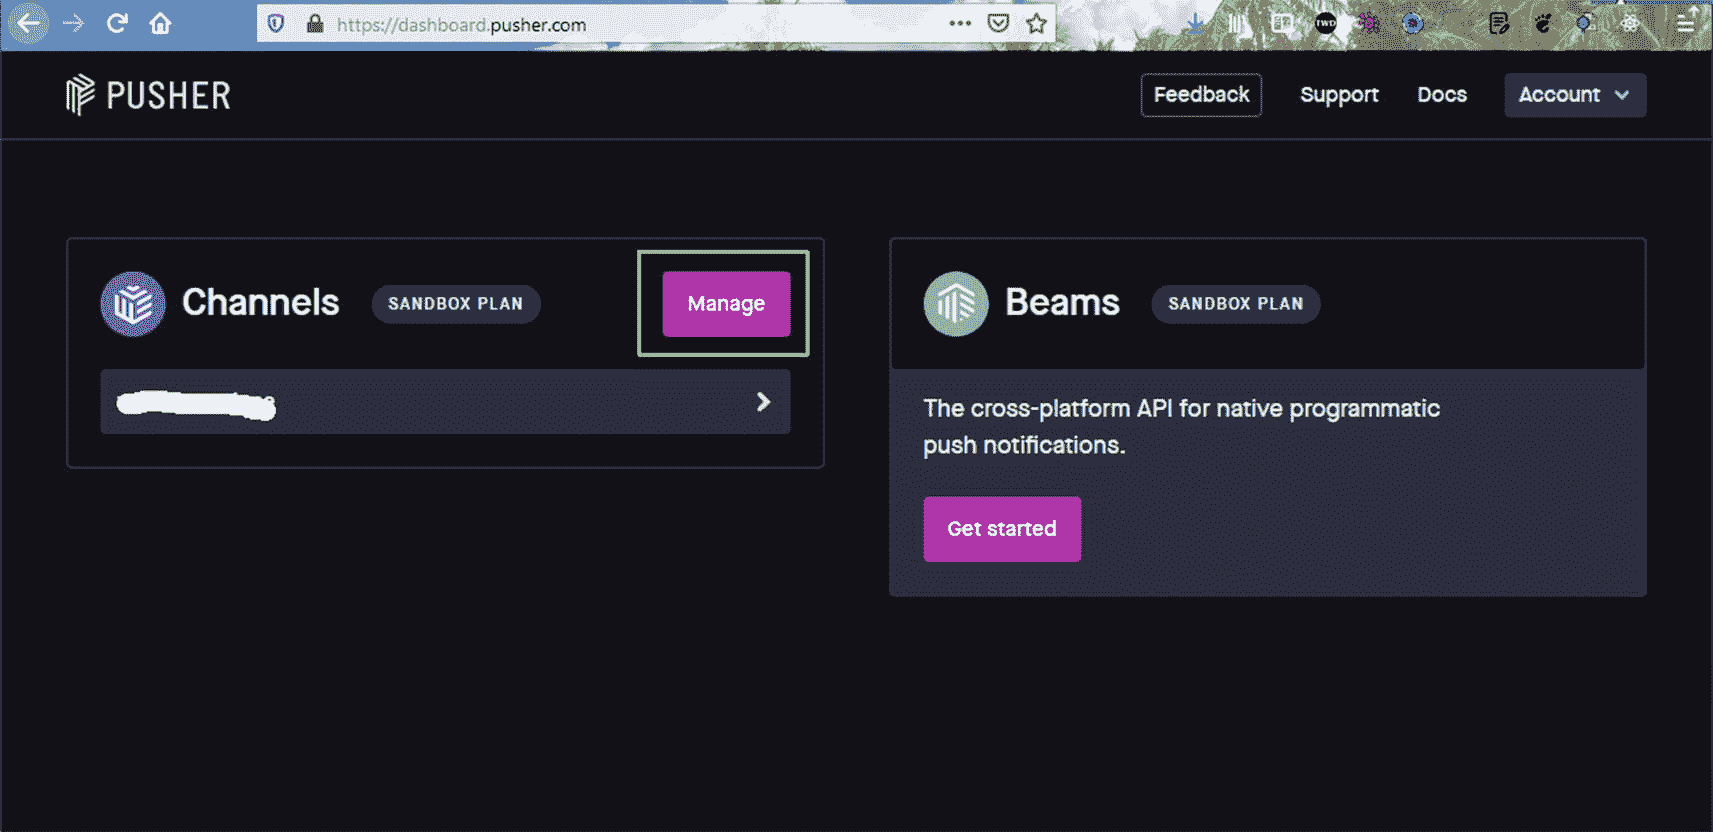 https://dashboard.pusher.com
TWD
PUSHER
Feedback
Support
Docs
Account
Channels
SANDBOX PLAN
Manage
Beams
SANDBOX PLAN
The cross-platform API for native programmatic
push notifications.
Get started